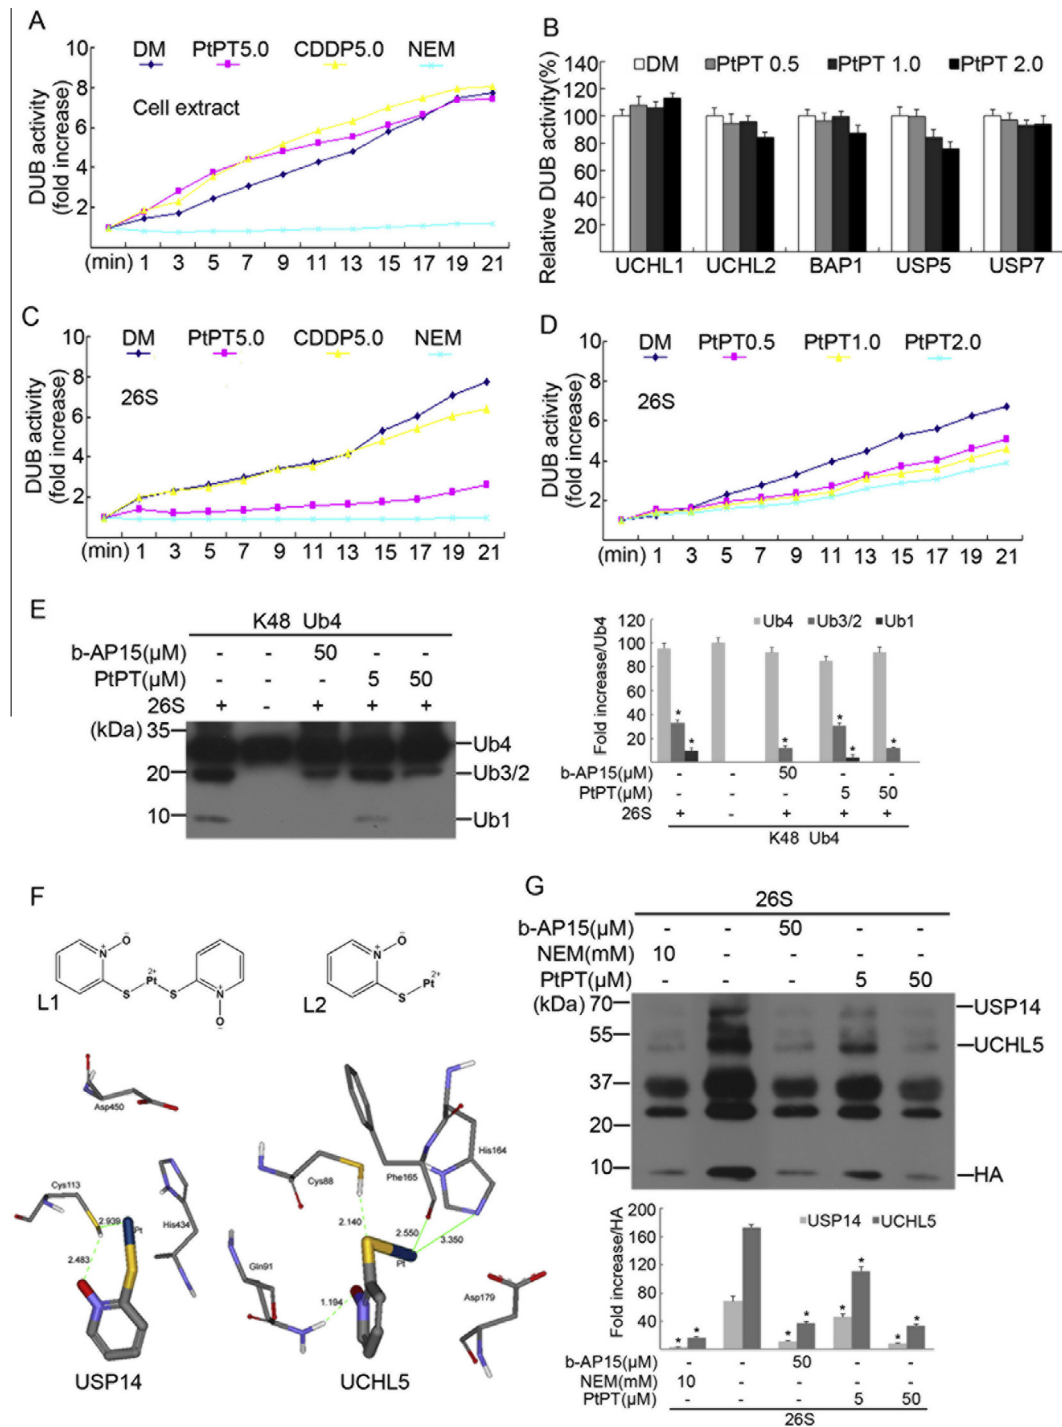 A
DM PtPT5.0 CDDP5.0 NEM
Cell extract
DUB activity
(fold increase)
10
8
6
4
2
(min) 1 3 5 7 9 11 13 15 17 19 21
B
DM PtPT 0.5 PtPT 1.0 PtPT 2.0
Relative DUB activity(%)
140
120
100
80
60
40
20
UCHL1 UCHL2 BAP1 USP5 USP7
C
DM PtPT5.0 CDDP5.0 NEM
26S
DUB activity
(fold increase)
10
8
6
4
2
(min) 1 3 5 7 9 11 13 15 17 19 21
D
DM PtPT0.5 PtPT1.0 PtPT2.0
26S
DUB activity
(fold increase)
10
8
6
4
2
(min) 1 3 5 7 9 11 13 15 17 19 21
E
K48 Ub4
b-AP15(μM) - - 50 - -
PtPT(μM) - - - 5 50
26S + - + + +
(kDa)
35
20
10
Ub4
Ub3/2
Ub1
Ub4 Ub3/2 Ub1
Fold increase/Ub4
120
100
80
60
40
20
* * * * * *
b-AP15(μM) - - 50 - -
PtPT(μM) - - - 5 50
26S + - + + +
K48 Ub4
F
L1
N+
O-
S
Pt
2+
S
N+
O-
L2
N+
O-
S
Pt
2+
Asp450
Cys113
2.939
Pt
His434
2.483
USP14
His164
Cys88
Phe165
2.140
2.550
3.350
Pt
Gln91
1.194
Asp179
UCHL5
G
26S
b-AP15(μM) - - 50 - -
NEM(mM) 10 - - - -
PtPT(μM) - - - 5 50
(kDa)
70
55
37
20
10
USP14
UCHL5
HA
USP14 UCHL5
Fold increase/HA
200
160
120
80
40
* * * * * * * *
b-AP15(μM) - - 50 - -
NEM(mM) 10 - - - -
PtPT(μM) - - - 5 50
26S